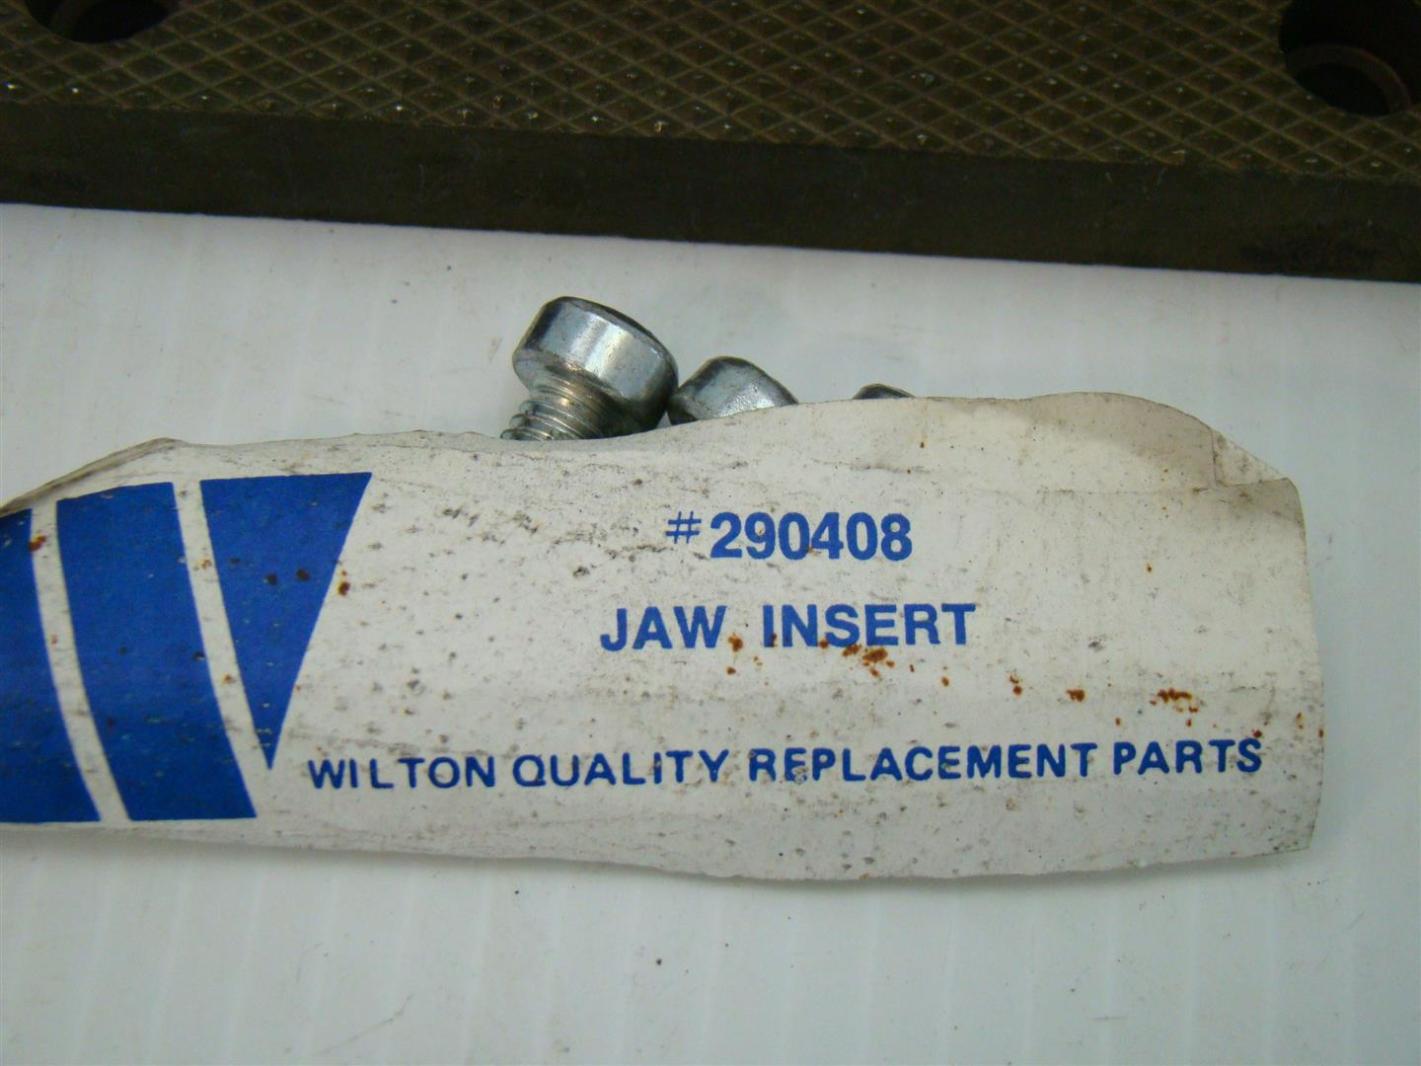 #290408
JAW INSERT
WILTON QUALITY REPLACEMENT PARTS